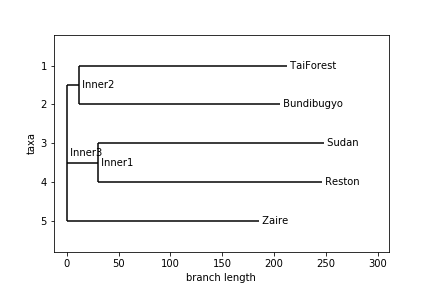 1
TaiForest
Inner2
2
Bundibugyo
taxa
3
Sudan
Inner3
Inner1
4
Reston
5
Zaire
0 50 100 150 200 250 300
branch length